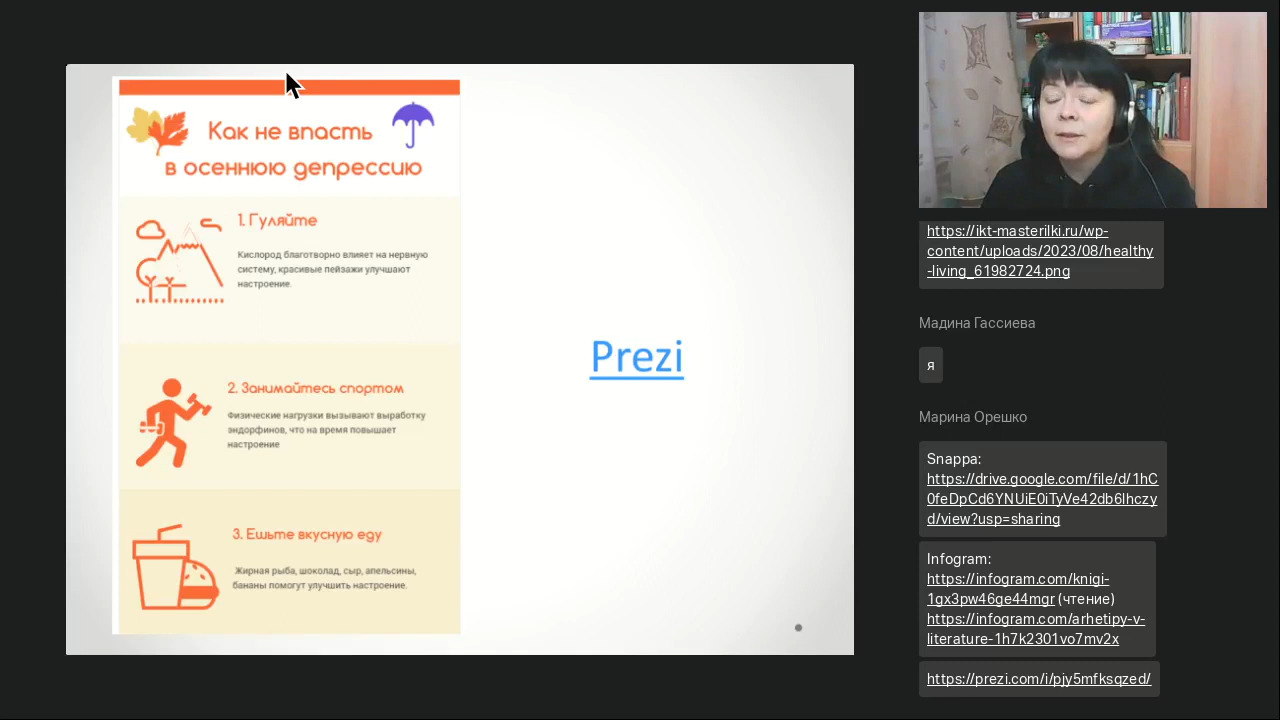 Как не впасть
в осеннюю депрессию
1. Гуляйте
Кислород благотворно влияет на нервную
систему, красивые пейзажи улучшают
настроение.
2. Занимайтесь спортом
Физические нагрузки вызывают выработку
эндорфинов, что на время повышает
настроение
3. Ешьте вкусную еду
Жирная рыба, шоколад, сыр, апельсины,
бананы помогут улучшить настроение.
Prezi
https://ikt-masterilki.ru/wp-
content/uploads/2023/08/healthy
-living_61982724.png
Мадина Гассиева
я
Марина Орешко
Snappa:
https://drive.google.com/file/d/1hC
0feDpCd6YNUiE0iTyVe42db6lhczy
d/view?usp=sharing
Infogram:
https://infogram.com/knigi-
1gx3pw46ge44mgr (чтение)
https://infogram.com/arhetipy-v-
literature-1h7k2301vo7mv2x
https://prezi.com/i/pjy5mfksqzed/